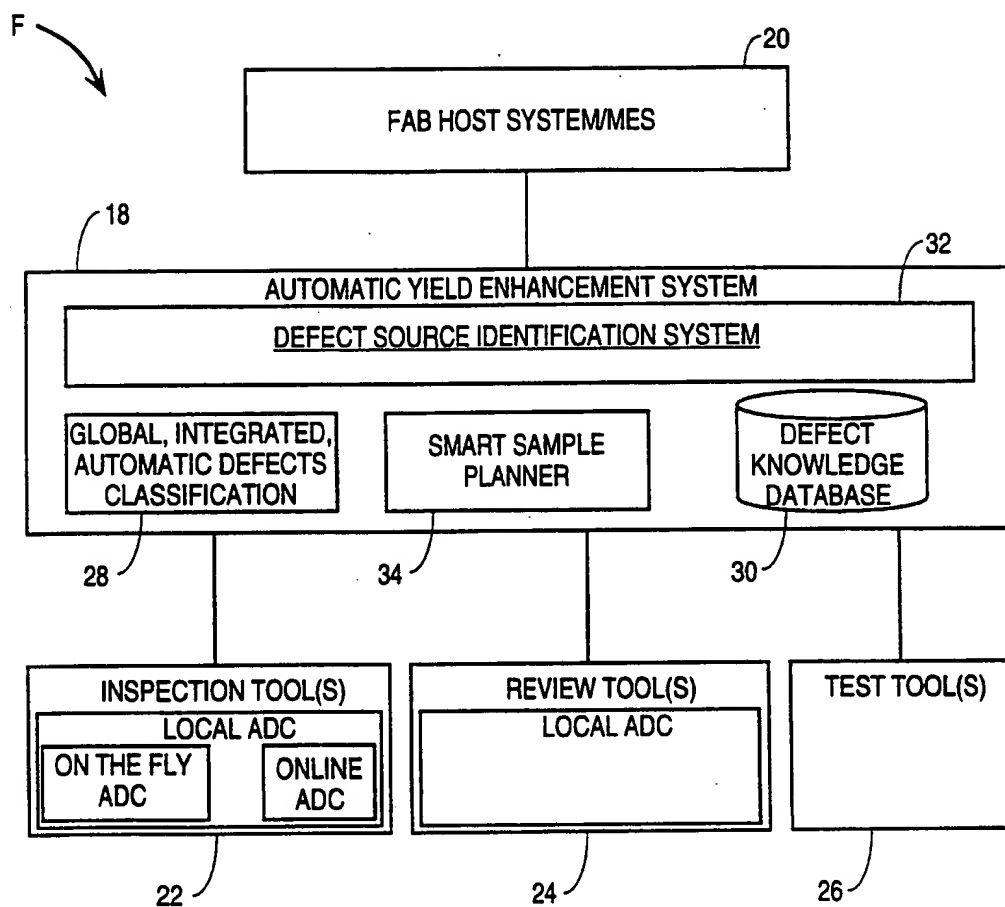 F
20
FAB HOST SYSTEM/MES
18
32
AUTOMATIC YIELD ENHANCEMENT SYSTEM
DEFECT SOURCE IDENTIFICATION SYSTEM
GLOBAL, INTEGRATED,
AUTOMATIC DEFECTS
CLASSIFICATION
SMART SAMPLE
PLANNER
DEFECT
KNOWLEDGE
DATABASE
28
34
30
INSPECTION TOOL(S)
LOCAL ADC
ON THE FLY
ADC
ONLINE
ADC
REVIEW TOOL(S)
LOCAL ADC
TEST TOOL(S)
22
24
26